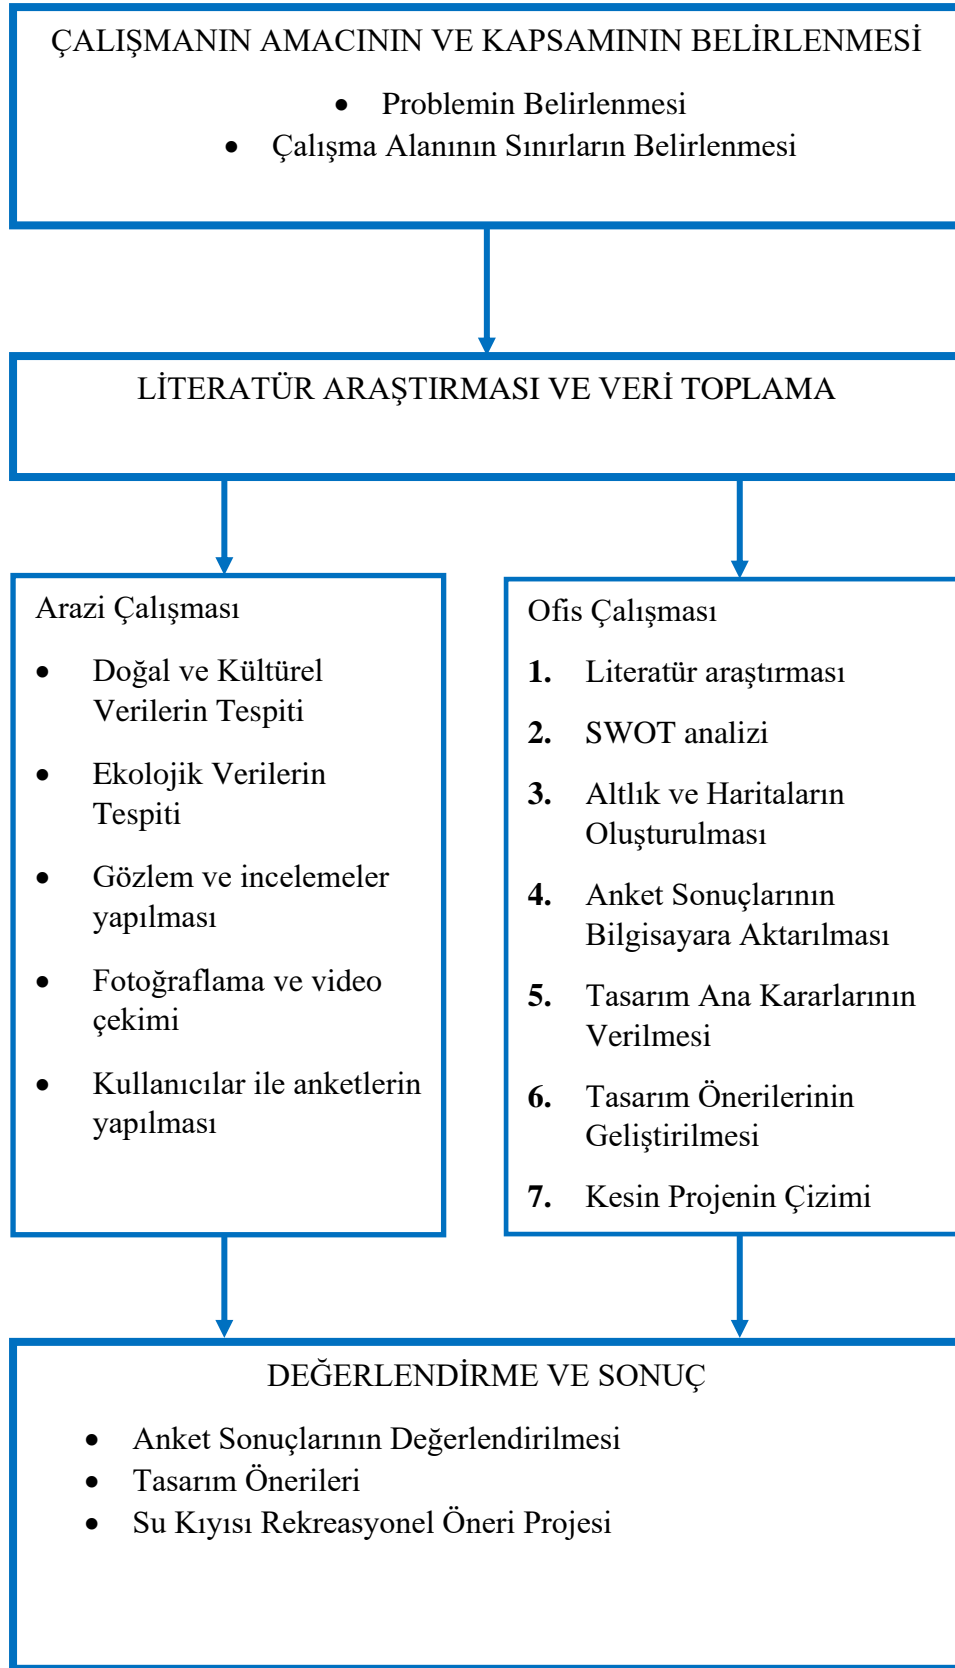 ÇALIŞMANIN AMACININ VE KAPSAMININ BELİRLENMESİ
• Problemin Belirlenmesi
• Çalışma Alanının Sınırların Belirlenmesi
LİTERATÜR ARAŞTIRMASI VE VERİ TOPLAMA
Arazi Çalışması
• Doğal ve Kültürel
Verilerin Tespiti
• Ekolojik Verilerin
Tespiti
• Gözlem ve incelemeler
yapılması
• Fotoğraflama ve video
çekimi
• Kullanıcılar ile anketlerin
yapılması
Ofis Çalışması
1. Literatür araştırması
2. SWOT analizi
3. Altlık ve Haritaların
Oluşturulması
4. Anket Sonuçlarının
Bilgisayara Aktarılması
5. Tasarım Ana Kararlarının
Verilmesi
6. Tasarım Önerilerinin
Geliştirilmesi
7. Kesin Projenin Çizimi
DEĞERLENDİRME VE SONUÇ
• Anket Sonuçlarının Değerlendirilmesi
• Tasarım Önerileri
• Su Kıyısı Rekreasyonel Öneri Projesi